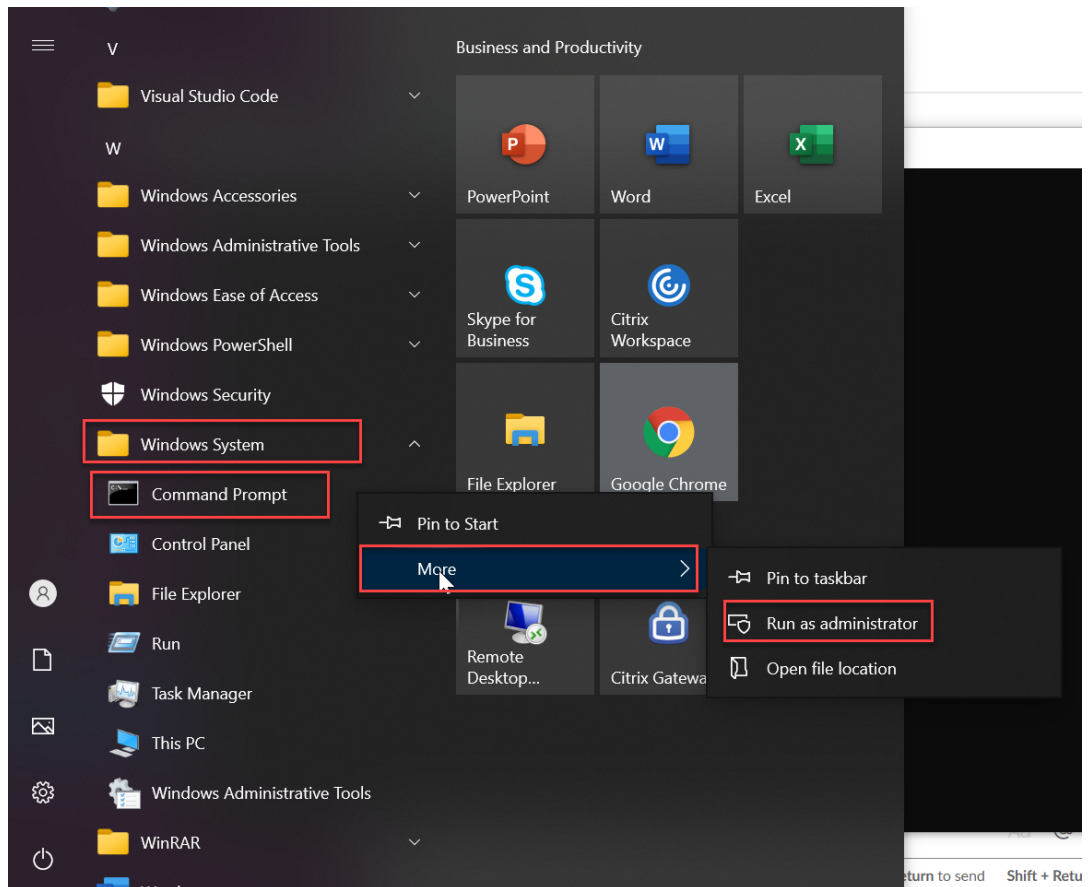 V
Visual Studio Code
W
Windows Accessories
Windows Administrative Tools
Windows Ease of Access
Windows PowerShell
Windows Security
Windows System
Command Prompt
Control Panel
File Explorer
Run
Task Manager
This PC
Windows Administrative Tools
WinRAR
Business and Productivity
PowerPoint
Word
Excel
Skype for
Business
Citrix
Workspace
File Explorer
Google Chrome
Remote
Desktop...
Citrix Gatewa
Pin to Start
More
Pin to taskbar
Run as administrator
Open file location
eturn to send Shift + Retu